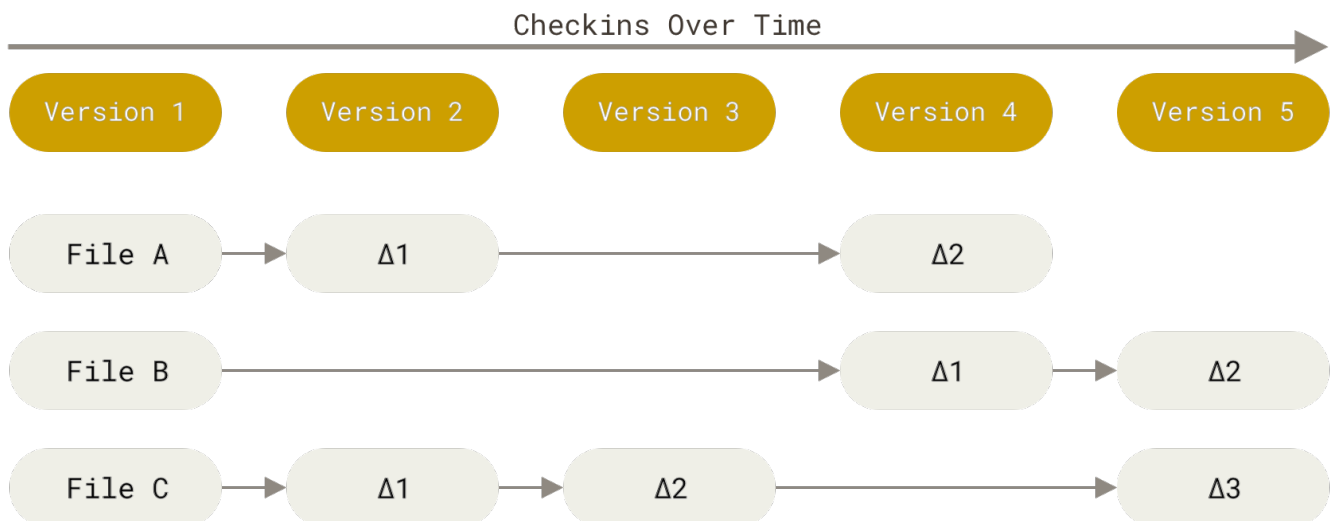 Checkins Over Time
Version 1 Version 2 Version 3 Version 4 Version 5
File A Δ1 Δ2
File B Δ1 Δ2
File C Δ1 Δ2 Δ3